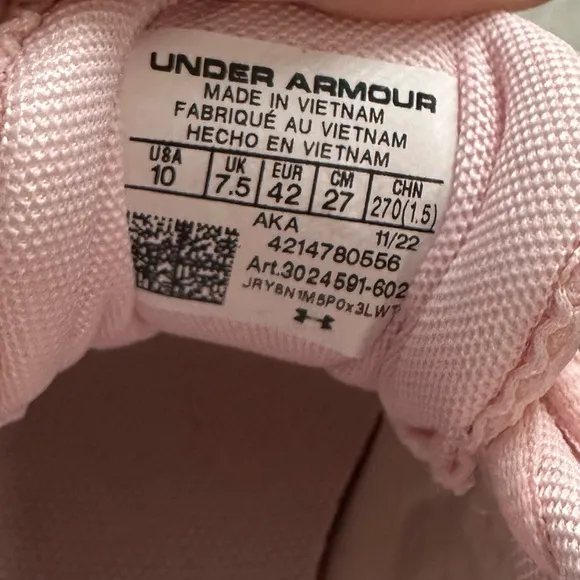 UNDER ARMOUR
MADE IN VIETNAM
FABRIQUÉ AU VIETNAM
HECHO EN VIETNAM
USA UK EUR CM CHN
10 7.5 42 27 270(1.5)
AKA 11/22
4214780556
Art.3024591-602